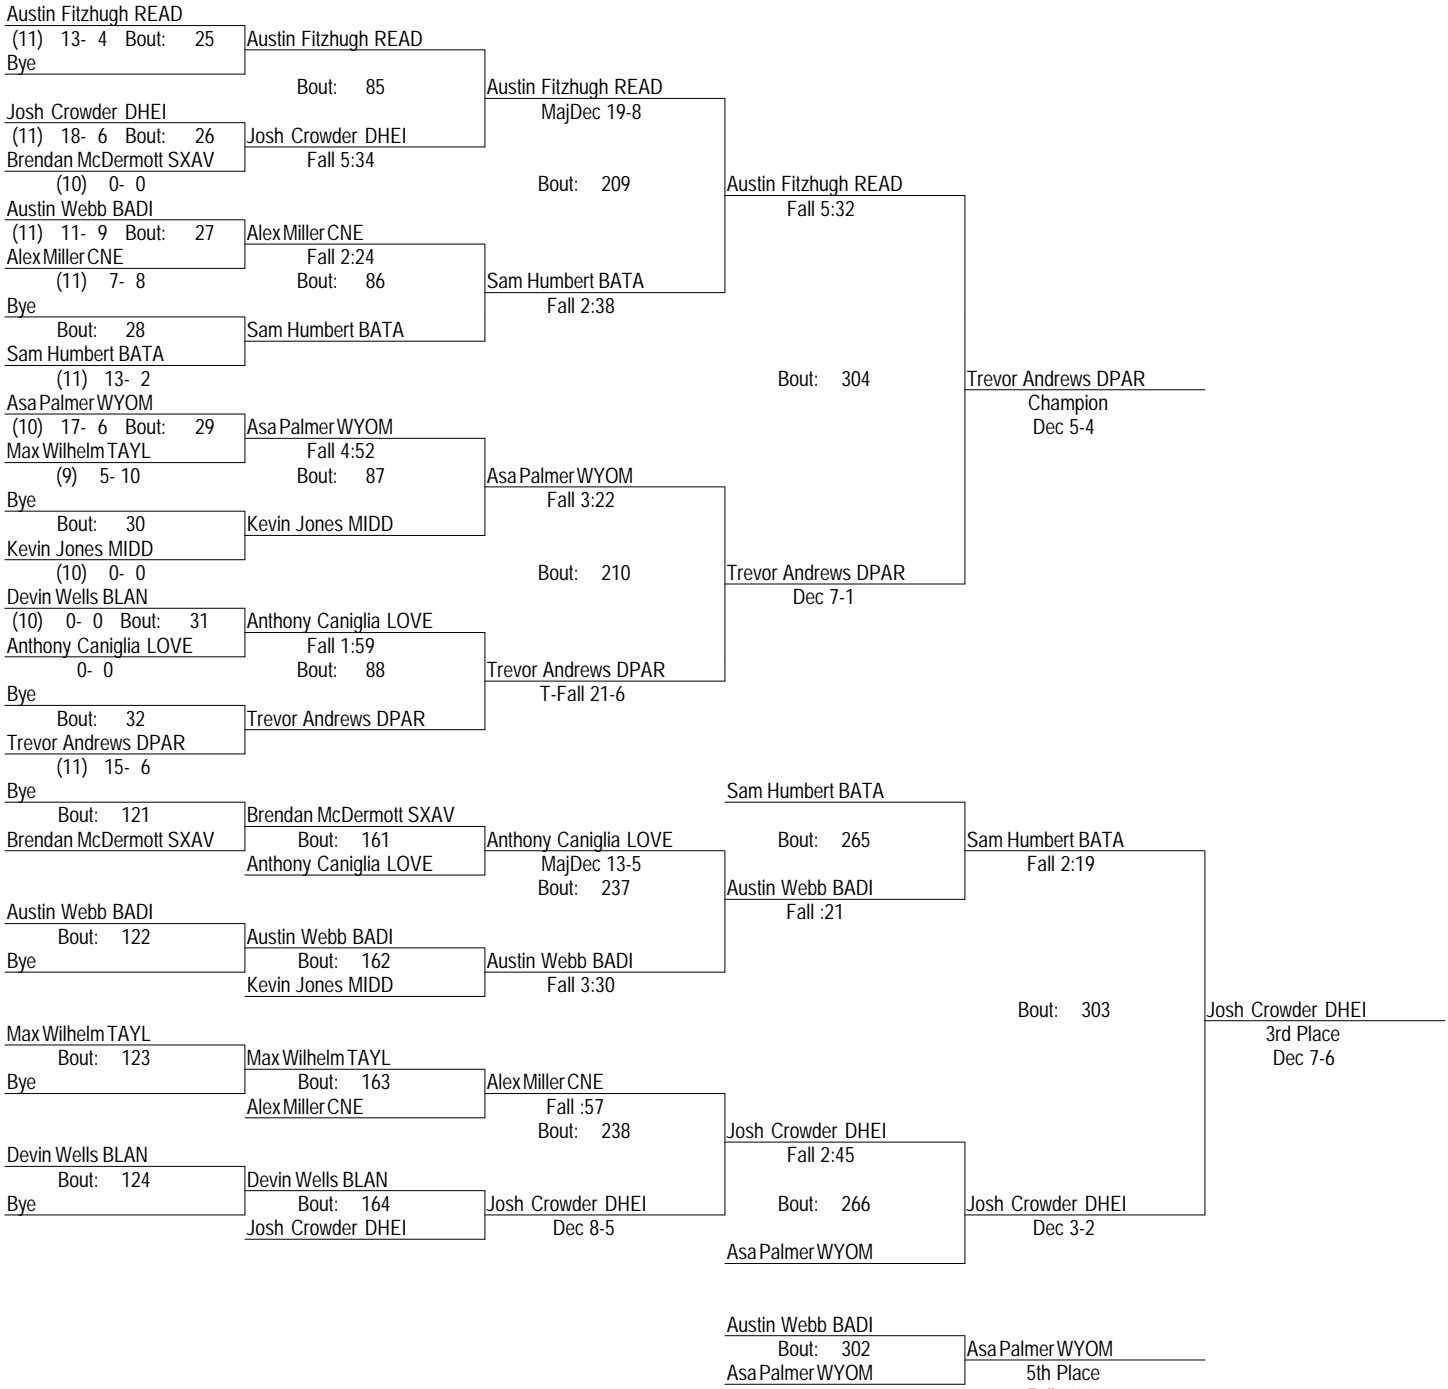 Austin Fitzhugh READ
(11) 13- 4 Bout: 25
Bye
Austin Fitzhugh READ
Bout: 85
Josh Crowder DHEI
(11) 18- 6 Bout: 26
Brendan McDermott SXAV
(10) 0- 0
Josh Crowder DHEI
Fall 5:34
Austin Fitzhugh READ
MajDec 19-8
Bout: 209
Austin Webb BADI
(11) 11- 9 Bout: 27
Alex Miller CNE
(11) 7- 8
Alex Miller CNE
Fall 2:24
Bout: 86
Bye
Bout: 28
Sam Humbert BATA
(11) 13- 2
Sam Humbert BATA
Sam Humbert BATA
Fall 2:38
Austin Fitzhugh READ
Fall 5:32
Bout: 304
Trevor Andrews DPAR
Champion
Dec 5-4
Asa Palmer WYOM
(10) 17- 6 Bout: 29
Max Wilhelm TAYL
(9) 5- 10
Asa Palmer WYOM
Fall 4:52
Bout: 87
Bye
Bout: 30
Kevin Jones MIDD
(10) 0- 0
Kevin Jones MIDD
Asa Palmer WYOM
Fall 3:22
Bout: 210
Trevor Andrews DPAR
Dec 7-1
Devin Wells BLAN
(10) 0- 0 Bout: 31
Anthony Caniglia LOVE
0- 0
Anthony Caniglia LOVE
Fall 1:59
Bout: 88
Bye
Bout: 32
Trevor Andrews DPAR
(11) 15- 6
Trevor Andrews DPAR
Trevor Andrews DPAR
T-Fall 21-6
Bye
Bout: 121
Brendan McDermott SXAV
Brendan McDermott SXAV
Bout: 161
Anthony Caniglia LOVE
Anthony Caniglia LOVE
MajDec 13-5
Bout: 237
Sam Humbert BATA
Bout: 265
Austin Webb BADI
Fall :21
Sam Humbert BATA
Fall 2:19
Austin Webb BADI
Bout: 122
Bye
Austin Webb BADI
Bout: 162
Kevin Jones MIDD
Austin Webb BADI
Fall 3:30
Bout: 303
Josh Crowder DHEI
3rd Place
Dec 7-6
Max Wilhelm TAYL
Bout: 123
Bye
Max Wilhelm TAYL
Bout: 163
Alex Miller CNE
Alex Miller CNE
Fall :57
Bout: 238
Josh Crowder DHEI
Fall 2:45
Bout: 266
Asa Palmer WYOM
Josh Crowder DHEI
Dec 3-2
Devin Wells BLAN
Bout: 124
Bye
Devin Wells BLAN
Bout: 164
Josh Crowder DHEI
Josh Crowder DHEI
Dec 8-5
Austin Webb BADI
Bout: 302
Asa Palmer WYOM
Asa Palmer WYOM
5th Place